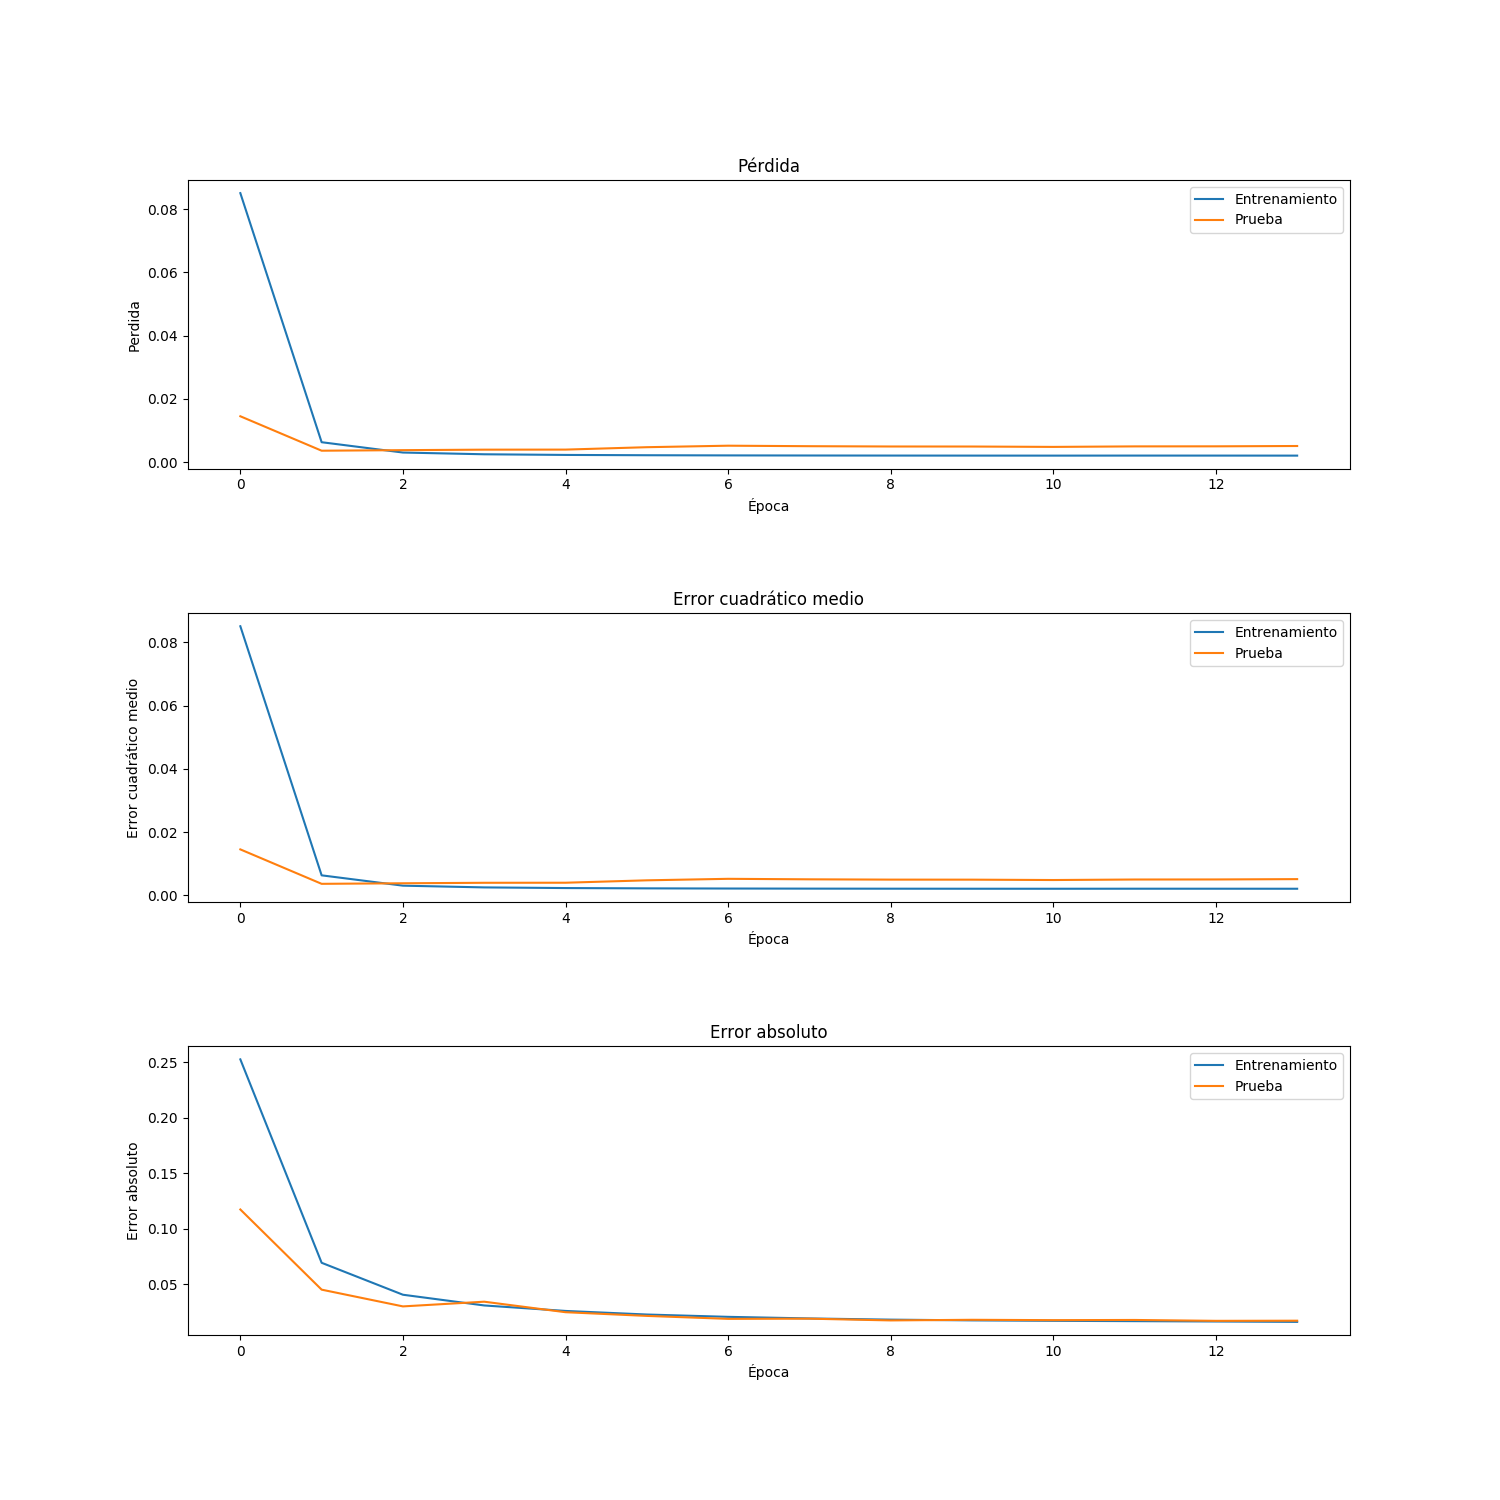 Pérdida
Entrenamiento
Prueba
0.08
0.06
0.04
0.02
0.00
Perdida
0 2 4 6 8 10 12
Época
Error cuadrático medio
Entrenamiento
Prueba
0.08
0.06
0.04
0.02
0.00
Error cuadrático medio
0 2 4 6 8 10 12
Época
Error absoluto
Entrenamiento
Prueba
0.25
0.20
0.15
0.10
0.05
Error absoluto
0 2 4 6 8 10 12
Época